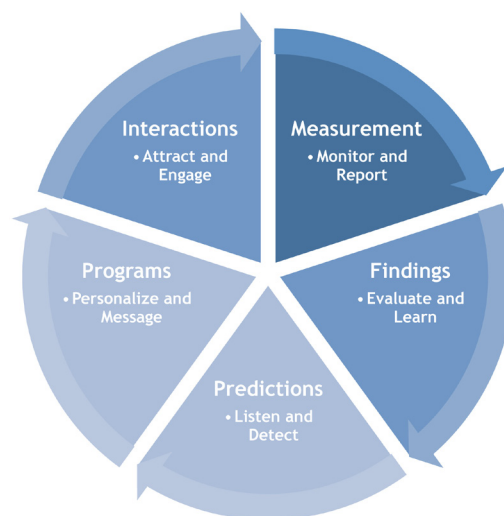 Interactions
• Attract and
Engage
Measurement
• Monitor and
Report
Programs
• Personalize and
Message
Findings
• Evaluate and
Learn
Predictions
• Listen and
Detect